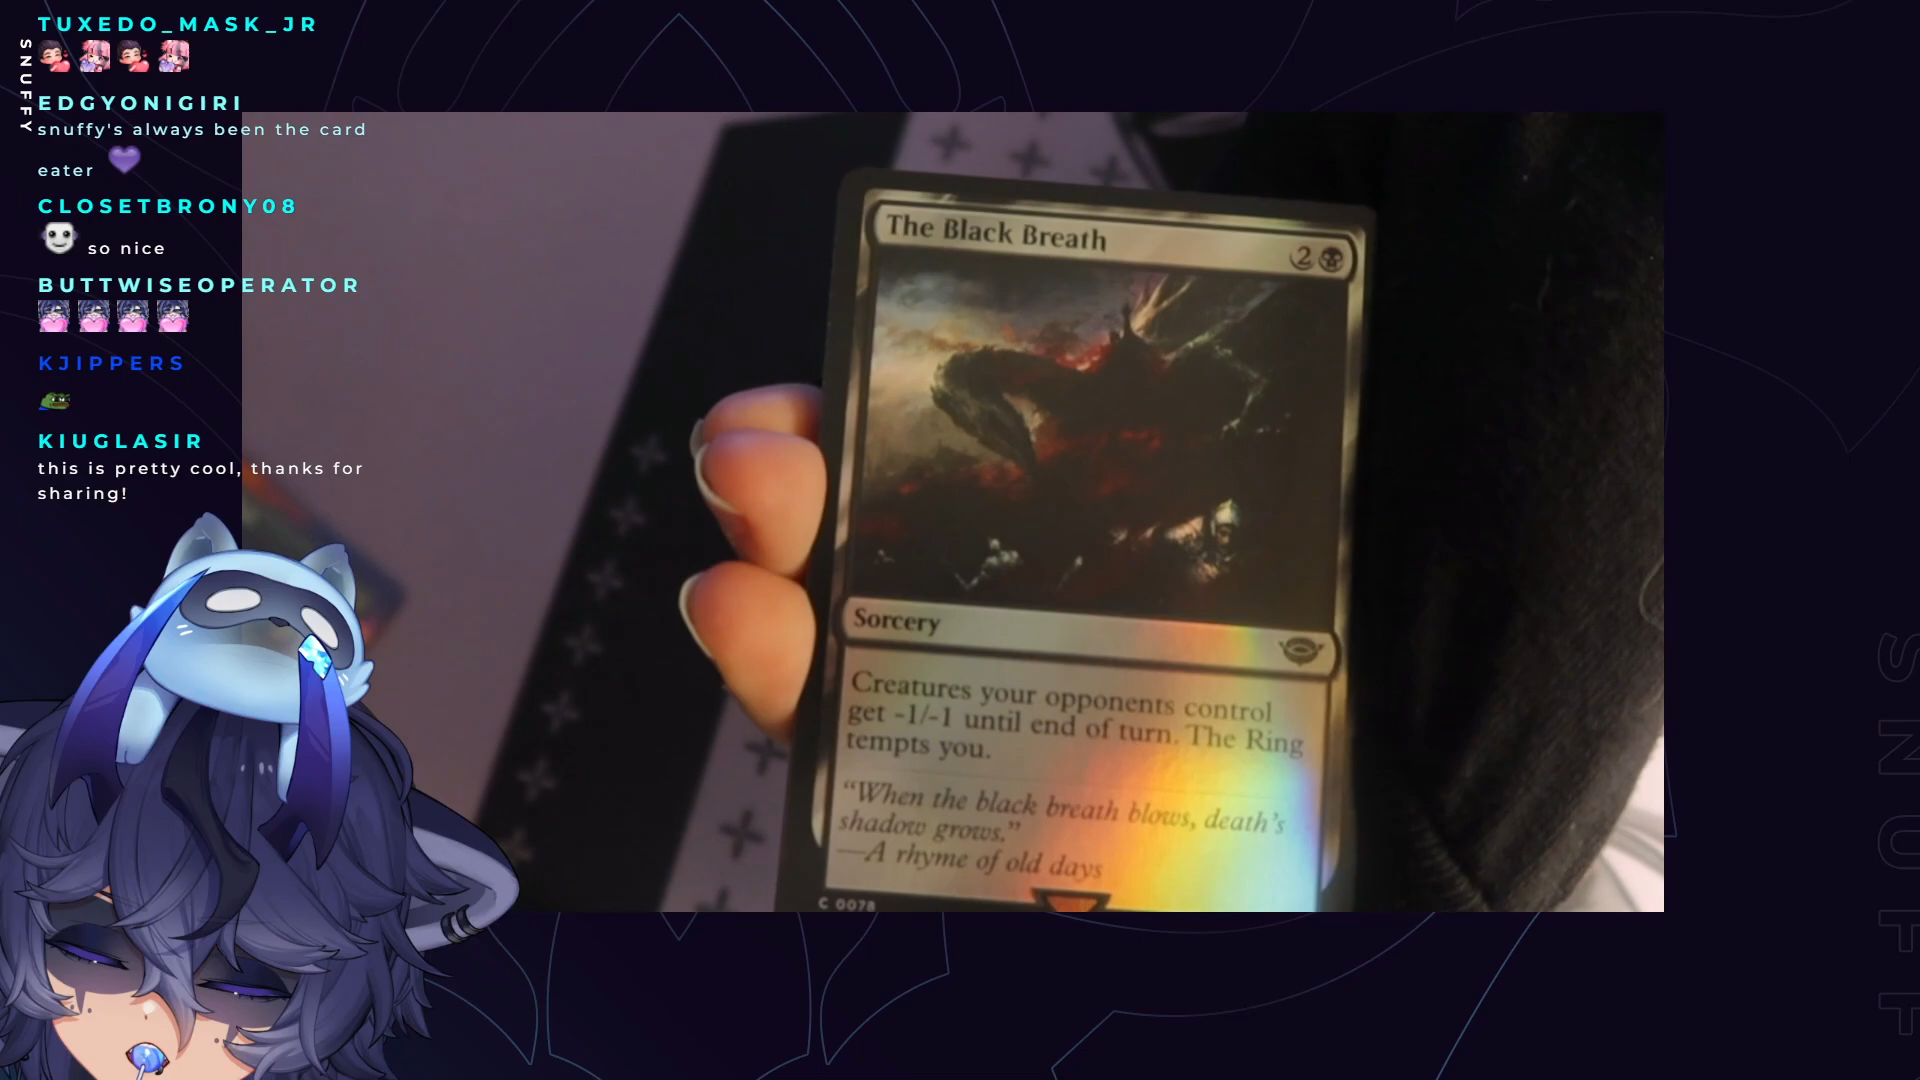 TUXEDO_MASK_JR
SNUFFY
EDGYONIGIRI
snuffy's always been the card
eater
CLOSETBRONY08
so nice
BUTTWISEOPERATOR
KJIPPERS
KIUGLASIR
this is pretty cool, thanks for
sharing!
The Black Breath
2
Sorcery
Creatures your opponents control
get -1/-1 until end of turn. The Ring
tempts you.
“When the black breath blows, death’s
shadow grows.”
—A rhyme of old days
C 0078
SNUFF